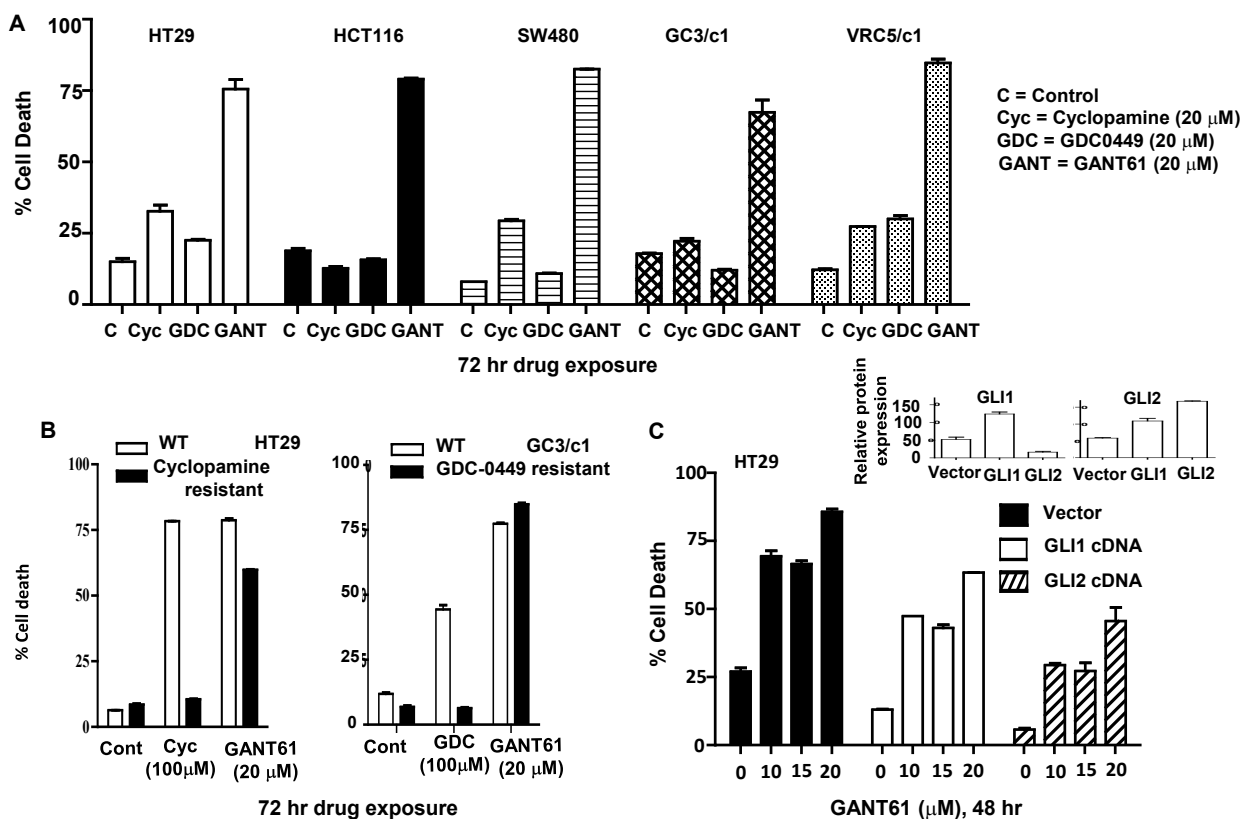 A
HT29 HCT116 SW480 GC3/c1 VRC5/c1
C = Control
Cyc = Cyclopamine (20 μM)
GDC = GDC0449 (20 μM)
GANT = GANT61 (20 μM)
% Cell Death
100
75
50
25
0
C Cyc GDC GANT C Cyc GDC GANT C Cyc GDC GANT C Cyc GDC GANT C Cyc GDC GANT
72 hr drug exposure
B
WT HT29
Cyclopamine
resistant
% Cell death
100
75
50
25
0
Cont Cyc GANT61
(100μM) (20 μM)
WT GC3/c1
GDC-0449 resistant
100
75
50
25
0
Cont GDC GANT61
(100μM) (20 μM)
72 hr drug exposure
C
Relative protein
expression
150
100
50
0
GLI1
Vector GLI1 GLI2
GLI2
Vector GLI1 GLI2
HT29
Vector
GLI1 cDNA
GLI2 cDNA
% Cell Death
100
75
50
25
0
0 10 15 20 0 10 15 20 0 10 15 20
GANT61 (μM), 48 hr